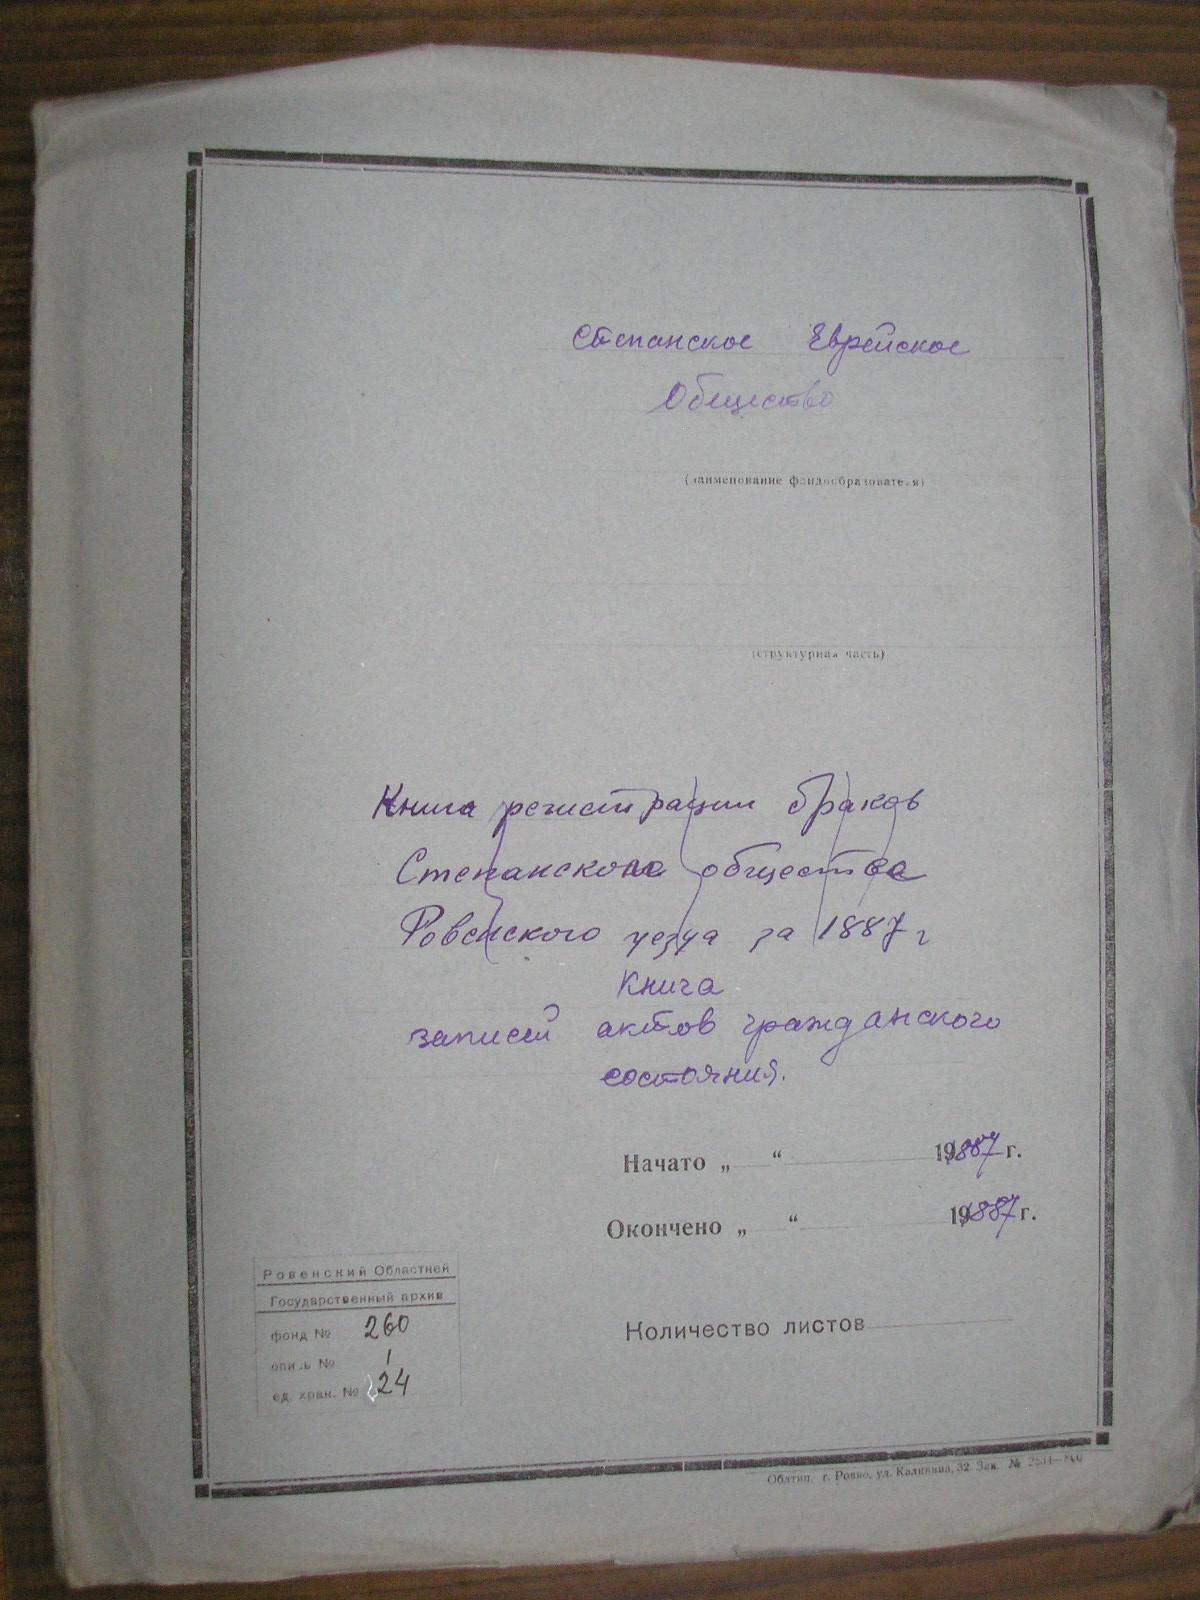 Степанское Еврейское
Общество
(наименование фондообразователя)
(структурная часть)
Книга регистрации браков
Степанского общества
Ровенского уезда за 1887 г
Книга
записей актов гражданского
состояния.
Начато „ “ 1887 г.
Окончено „ “ 1887 г.
Ровенский Областной
Государственный архив
фонд № 260
опись № 1
ед. хран. № 24
Количество листов
Облтип. г. Ровно, ул. Калинина, 32. Зак. №